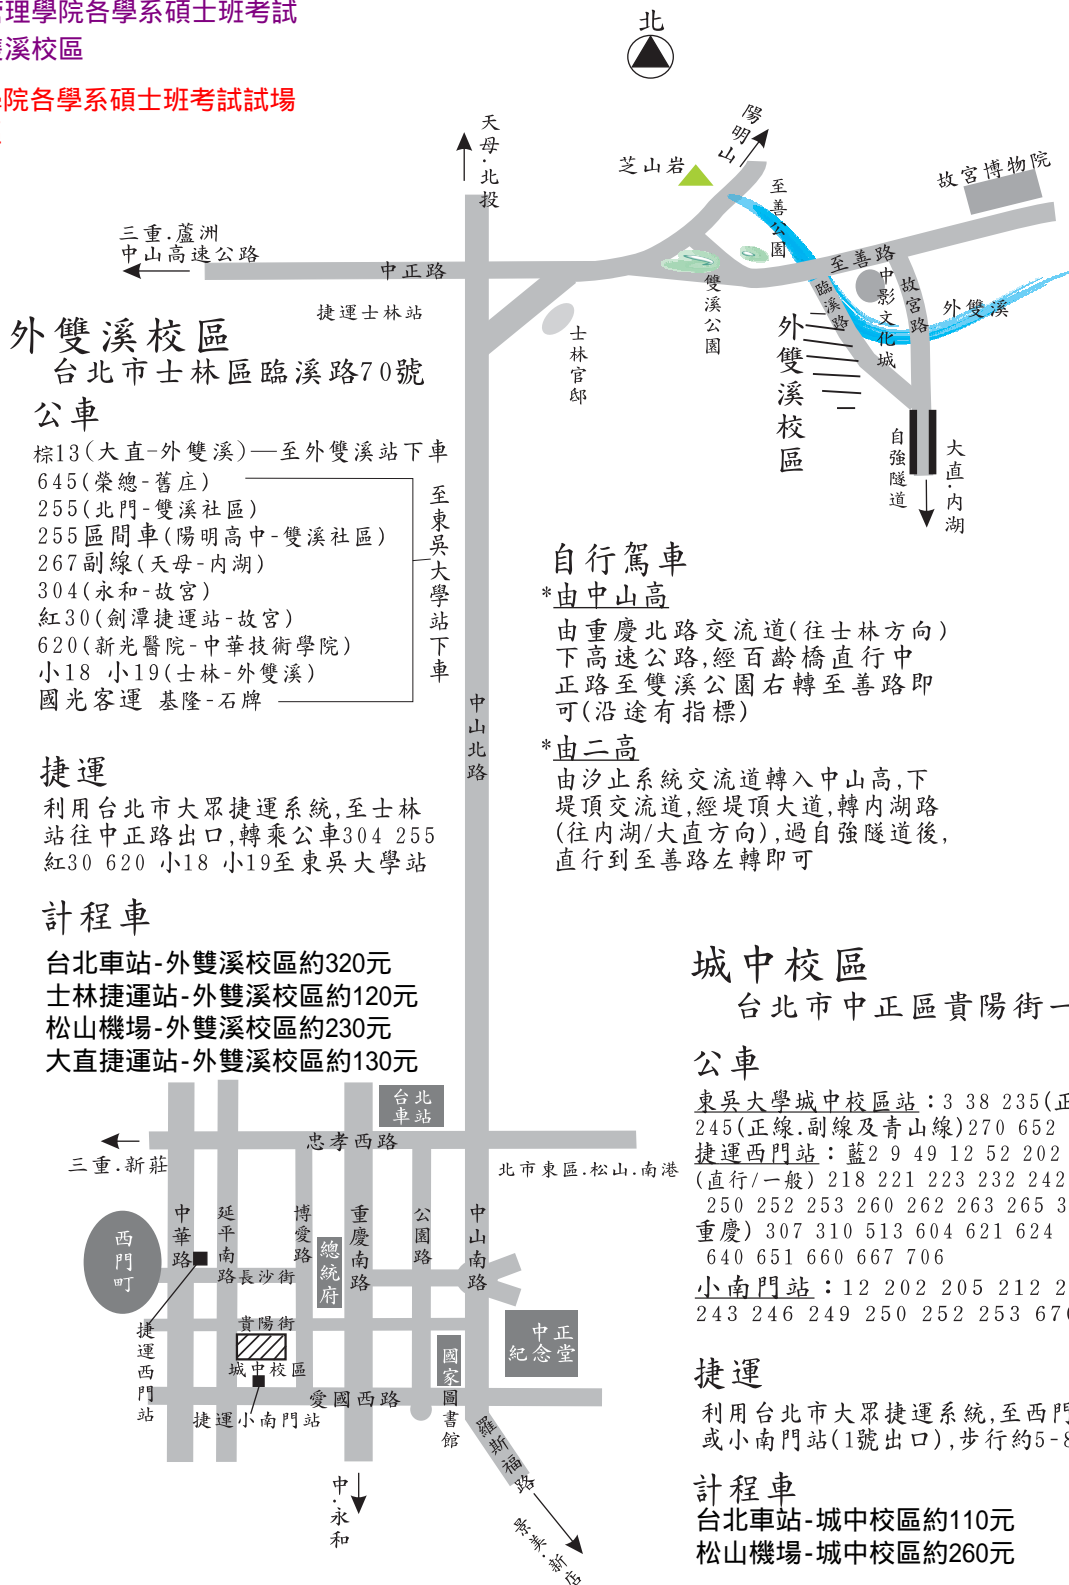 管理學院各學系碩士班考試
雙溪校區
學院各學系碩士班考試試場
北
天母.北投
陽明山
芝山岩
至善公園
故宮博物院
三重.蘆洲
中山高速公路
中正路
捷運士林站
至善路
雙溪公園
臨溪路
中影文化城
故宮路
外雙溪
士林官邸
外雙溪校區
自強隧道
大直.內湖
外雙溪校區
台北市士林區臨溪路70號
公車
棕13(大直-外雙溪)—至外雙溪站下車
645(榮總-舊庄)
255(北門-雙溪社區)
255區間車(陽明高中-雙溪社區)
267副線(天母-內湖)
304(永和-故宮)
紅30(劍潭捷運站-故宮)
620(新光醫院-中華技術學院)
小18 小19(士林-外雙溪)
國光客運 基隆-石牌
至東吳大學站下車
中山北路
自行駕車
*由中山高
由重慶北路交流道(往士林方向)
下高速公路,經百齡橋直行中
正路至雙溪公園右轉至善路即
可(沿途有指標)
*由二高
由汐止系統交流道轉入中山高,下
堤頂交流道,經堤頂大道,轉內湖路
(往內湖/大直方向),過自強隧道後,
直行到至善路左轉即可
捷運
利用台北市大眾捷運系統,至士林
站往中正路出口,轉乘公車304 255
紅30 620 小18 小19至東吳大學站
計程車
台北車站-外雙溪校區約320元
士林捷運站-外雙溪校區約120元
松山機場-外雙溪校區約230元
大直捷運站-外雙溪校區約130元
台北車站
忠孝西路
三重.新莊
北市東區.松山.南港
中華路
延平南路
博愛路
重慶南路
公園路
中山南路
西門町
總統府
長沙街
貴陽街
城中校區
中正紀念堂
國家圖書館
捷運西門站
捷運小南門站
愛國西路
羅斯福路
中.永和
景美.新店
城中校區
台北市中正區貴陽街一
公車
東吳大學城中校區站：3 38 235(正
245(正線.副線及青山線)270 652
捷運西門站：藍2 9 49 12 52 202
(直行/一般) 218 221 223 232 242
250 252 253 260 262 263 265 3
重慶) 307 310 513 604 621 624
640 651 660 667 706
小南門站：12 202 205 212 2
243 246 249 250 252 253 670
捷運
利用台北市大眾捷運系統,至西門
或小南門站(1號出口),步行約5-8
計程車
台北車站-城中校區約110元
松山機場-城中校區約260元